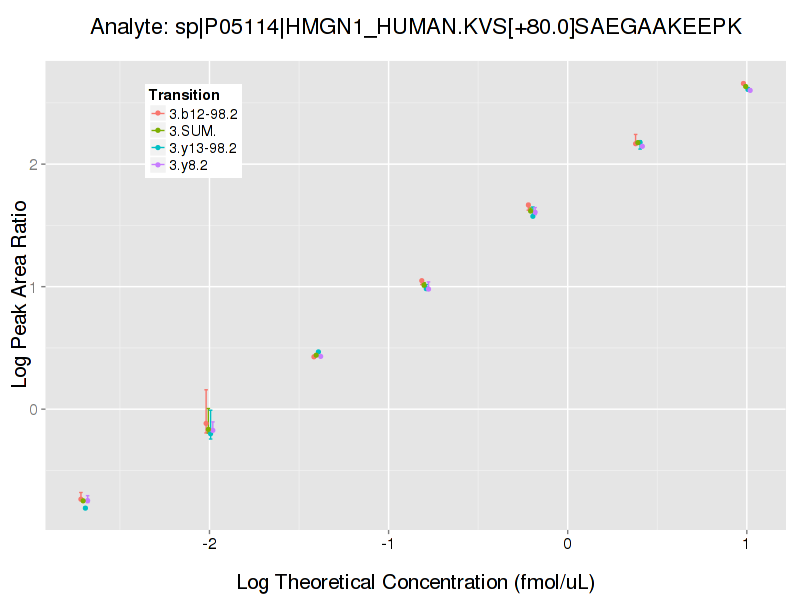 Analyte: sp|P05114|HMGN1_HUMAN.KVS[+80.0]SAEGAAKEEPK
Transition
3.b12-98.2
3.SUM.
3.y13-98.2
3.y8.2
Log Peak Area Ratio
2
1
0
-2
-1
0
1
Log Theoretical Concentration (fmol/uL)